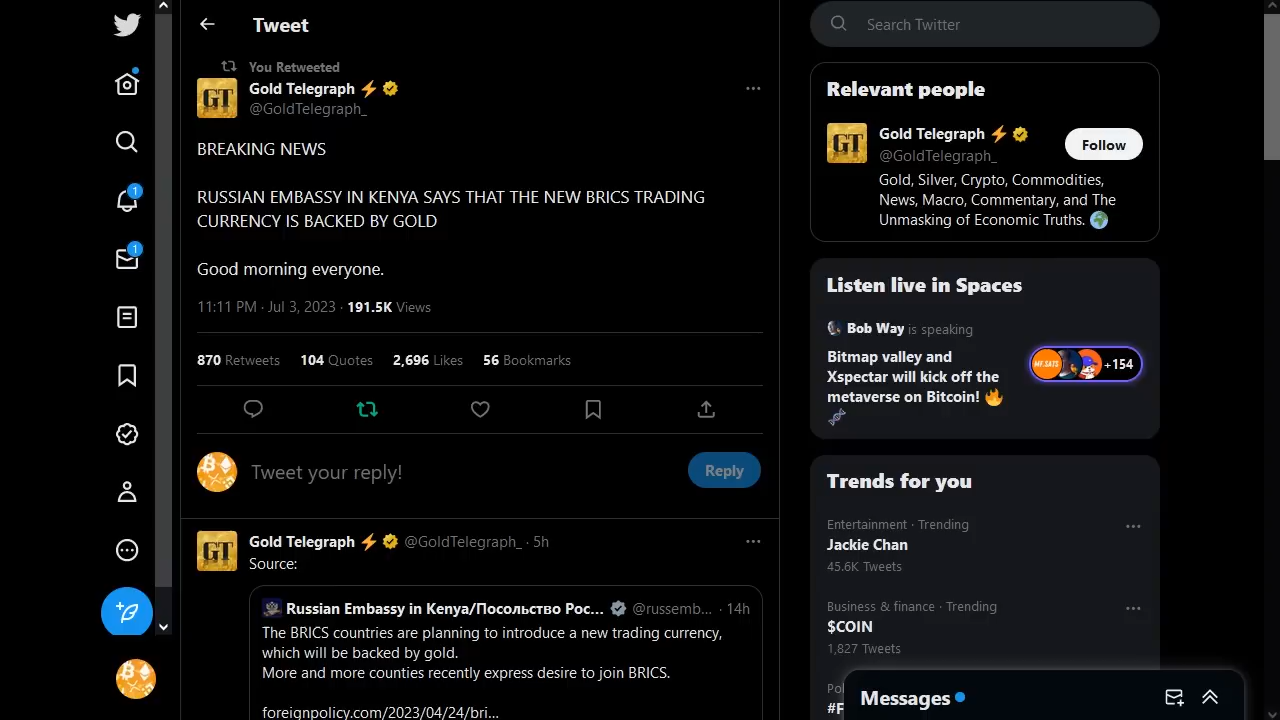 Tweet
You Retweeted
Gold Telegraph ⚡
@GoldTelegraph_
BREAKING NEWS
RUSSIAN EMBASSY IN KENYA SAYS THAT THE NEW BRICS TRADING
CURRENCY IS BACKED BY GOLD
Good morning everyone.
11:11 PM · Jul 3, 2023 · 191.5K Views
870 Retweets 104 Quotes 2,696 Likes 56 Bookmarks
Tweet your reply!
Reply
Gold Telegraph ⚡ @GoldTelegraph_ · 5h
Source:
Russian Embassy in Kenya/Посольство Рос... @russemb... · 14h
The BRICS countries are planning to introduce a new trading currency,
which will be backed by gold.
More and more counties recently express desire to join BRICS.
foreignpolicy.com/2023/04/24/bri...
1
1
GT
GT
Search Twitter
Relevant people
GT
Gold Telegraph ⚡
@GoldTelegraph_
Follow
Gold, Silver, Crypto, Commodities,
News, Macro, Commentary, and The
Unmasking of Economic Truths. 🌍
Listen live in Spaces
Bob Way is speaking
Bitmap valley and
Xspectar will kick off the
metaverse on Bitcoin! 🔥
🧬
+154
Trends for you
Entertainment · Trending
Jackie Chan
45.6K Tweets
Business & finance · Trending
$COIN
1,827 Tweets
Messages